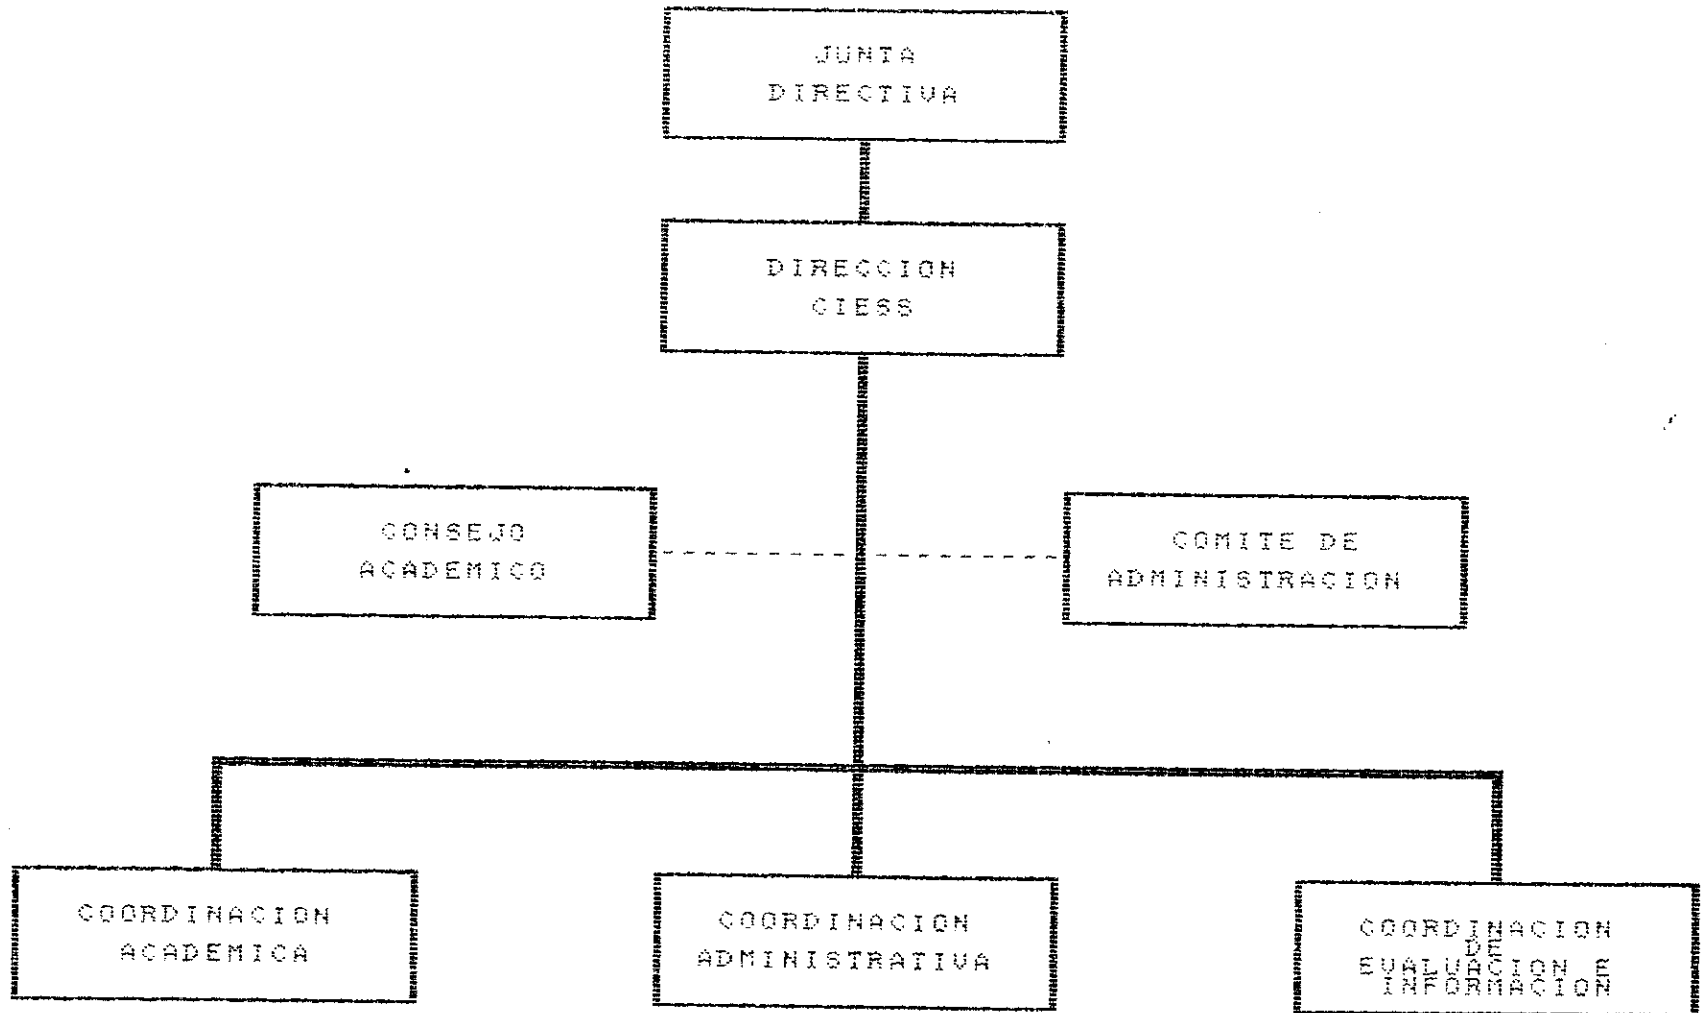 JUNTA
DIRECTIVA
DIRECCION
CIESS
CONSEJO
ACADEMICO
COMITE DE
ADMINISTRACION
COORDINACION
ACADEMICA
COORDINACION
ADMINISTRATIVA
COORDINACION
DE
EVALUACION E
INFORMACION